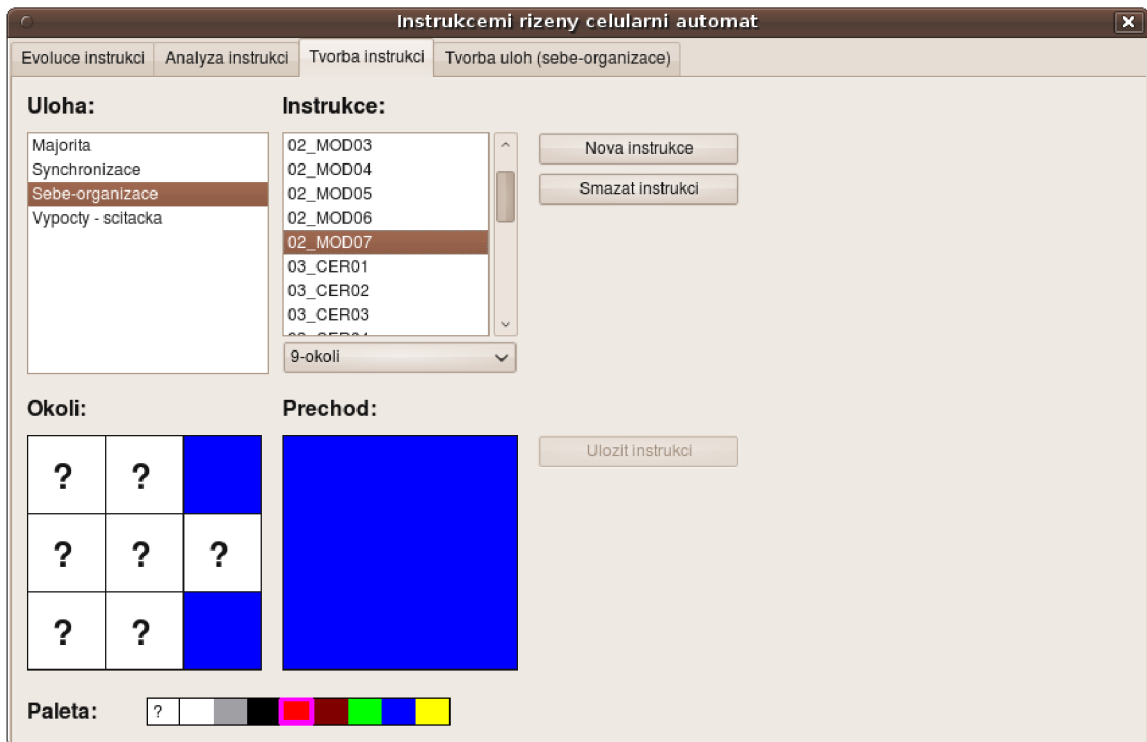 Instrukcemi rizeny celularni automat
Evoluce instrukci
Analyza instrukci
Tvorba instrukci
Tvorba uloh (sebe-organizace)
Uloha:
Majorita
Synchronizace
Sebe-organizace
Vypocty - scitacka
Instrukce:
02_MOD03
02_MOD04
02_MOD05
02_MOD06
02_MOD07
03_CER01
03_CER02
03_CER03
9-okoli
Nova instrukce
Smazat instrukci
Okoli:
? ?
? ? ?
? ?
Prechod:
Ulozit instrukci
Paleta:
?